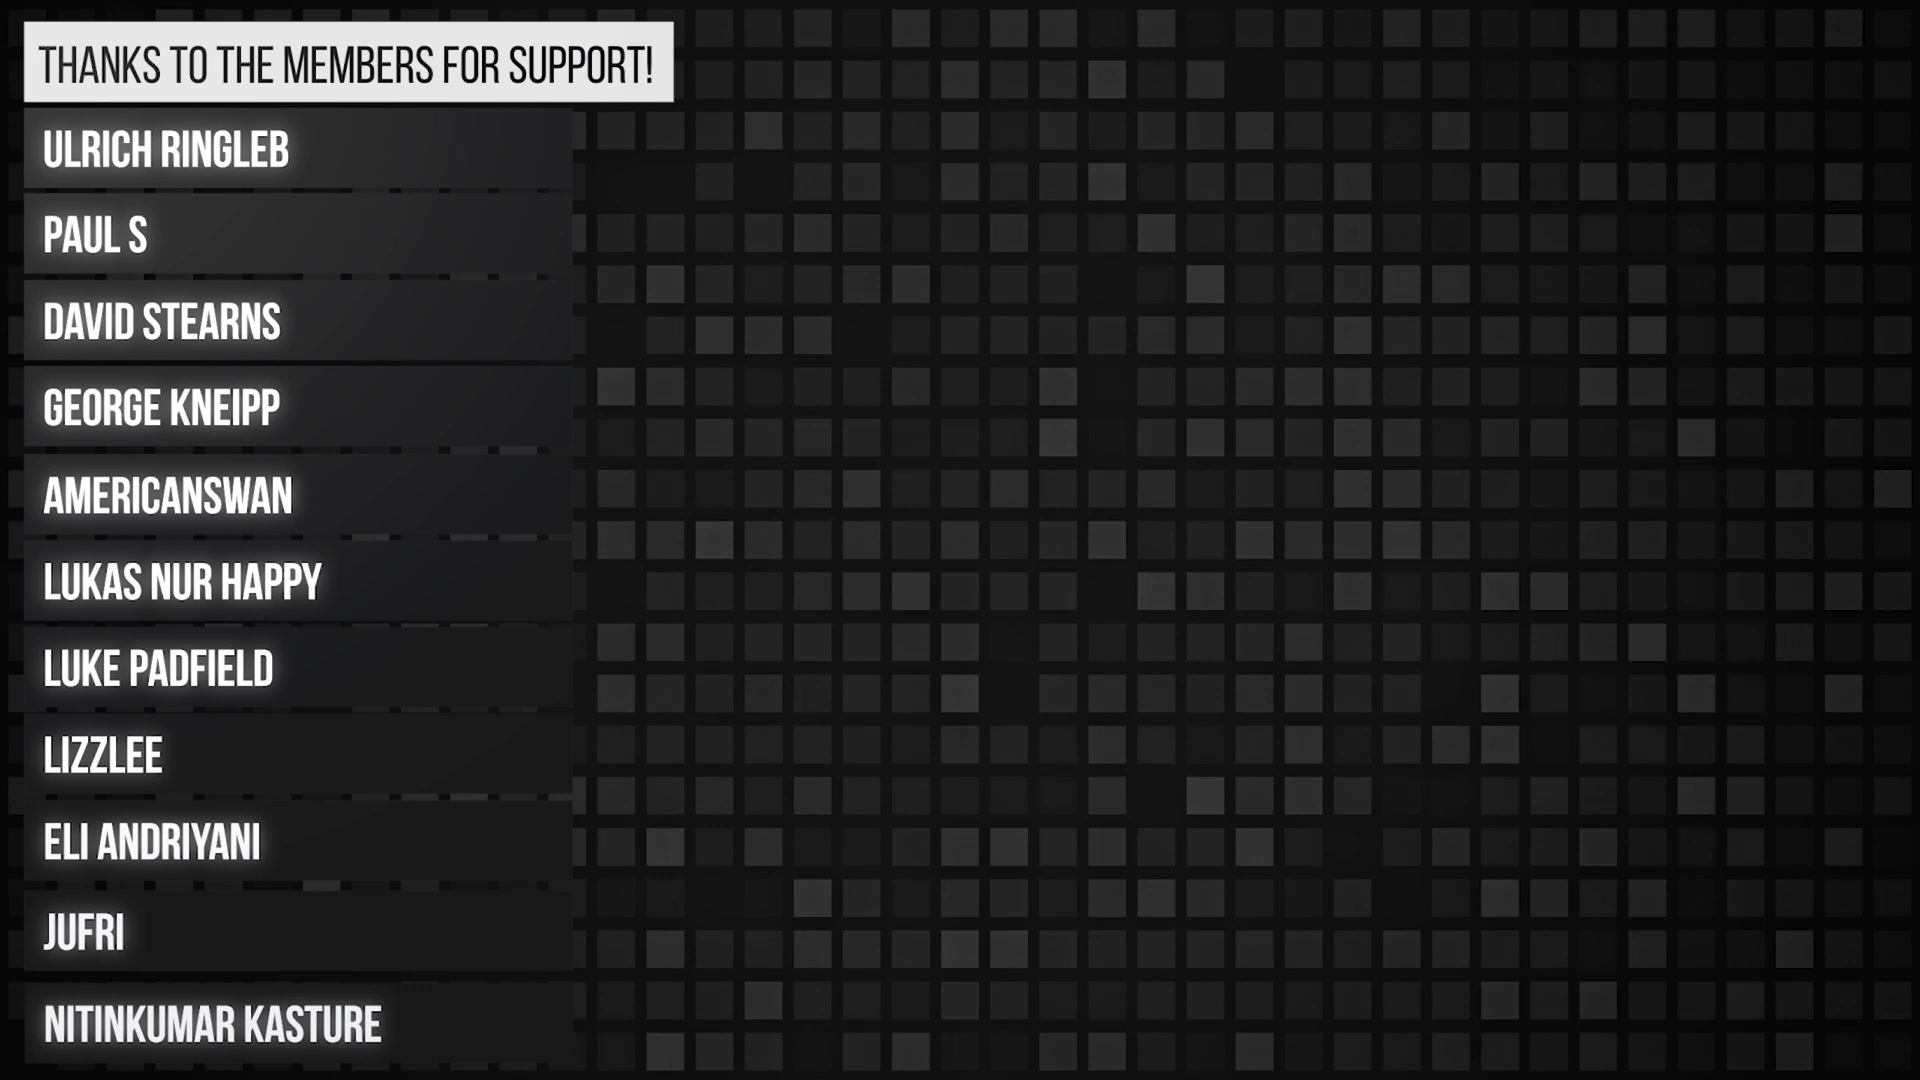 THANKS TO THE MEMBERS FOR SUPPORT!
ULRICH RINGLEB
PAUL S
DAVID STEARNS
GEORGE KNEIPP
AMERICANSWAN
LUKAS NUR HAPPY
LUKE PADFIELD
LIZZLEE
ELI ANDRIYANI
JUFRI
NITINKUMAR KASTURE